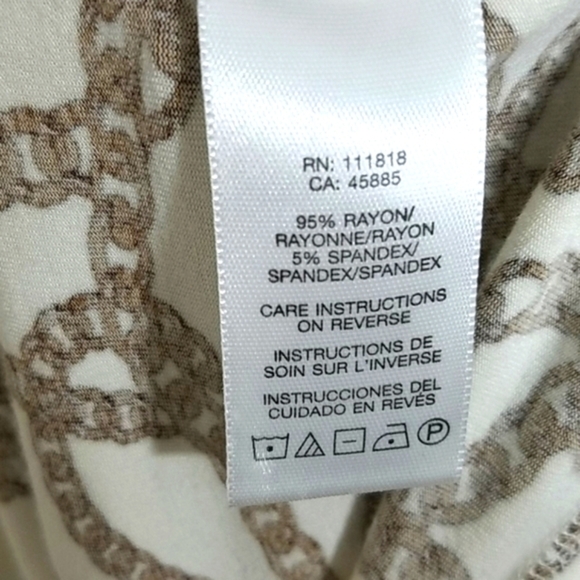 RN: 111818
CA: 45885
95% RAYON/
RAYONNE/RAYON
5% SPANDEX/
SPANDEX/SPANDEX
CARE INSTRUCTIONS
ON REVERSE
INSTRUCTIONS DE
SOIN SUR L'INVERSE
INSTRUCCIONES DEL
CUIDADO EN REVÉS
P